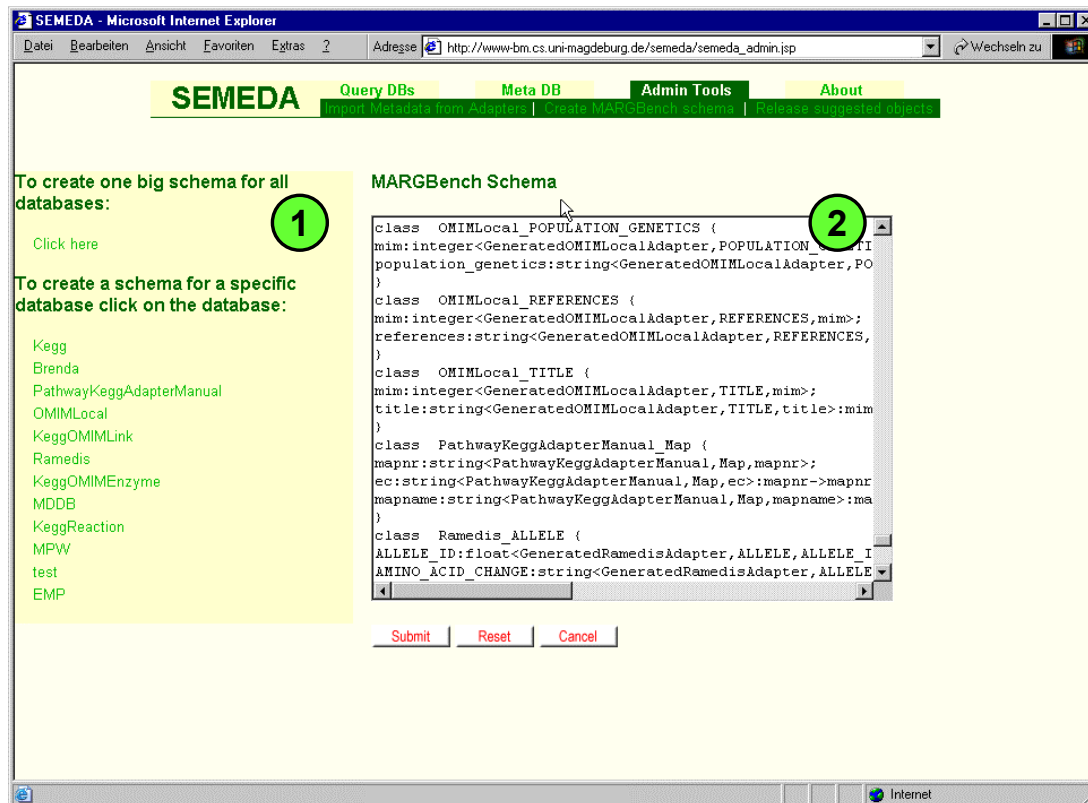 SEMEDA - Microsoft Internet Explorer
Datei Bearbeiten Ansicht Favoriten Extras ? Adresse http://www-bm.cs.uni-magdeburg.de/semeda/semeda_admin.jsp Wechseln zu
SEMEDA
Query DBs Meta DB Admin Tools About
Import Metadata from Adapters | Create MARGBench schema | Release suggested objects
To create one big schema for all
databases:
1
Click here
To create a schema for a specific
database click on the database:
Kegg
Brenda
PathwayKeggAdapterManual
OMIMLocal
KeggOMIMLink
Ramedis
KeggOMIMEnzyme
MDDB
KeggReaction
MPW
test
EMP
MARGBench Schema
2
class OMIMLocal_POPULATION_GENETICS {
mim:integer<GeneratedOMIMLocalAdapter,POPULATION_GENETI
population_genetics:string<GeneratedOMIMLocalAdapter,PO
}
class OMIMLocal_REFERENCES {
mim:integer<GeneratedOMIMLocalAdapter,REFERENCES,mim>;
references:string<GeneratedOMIMLocalAdapter,REFERENCES,
}
class OMIMLocal_TITLE {
mim:integer<GeneratedOMIMLocalAdapter,TITLE,mim>;
title:string<GeneratedOMIMLocalAdapter,TITLE,title>:mim
}
class PathwayKeggAdapterManual_Map {
mapnr:string<PathwayKeggAdapterManual,Map,mapnr>;
ec:string<PathwayKeggAdapterManual,Map,ec>:mapnr->mapnr
mapname:string<PathwayKeggAdapterManual,Map,mapname>:ma
}
class Ramedis_ALLELE {
ALLELE_ID:float<GeneratedRamedisAdapter,ALLELE,ALLELE_I
AMINO_ACID_CHANGE:string<GeneratedRamedisAdapter,ALLELE
Submit Reset Cancel
Internet